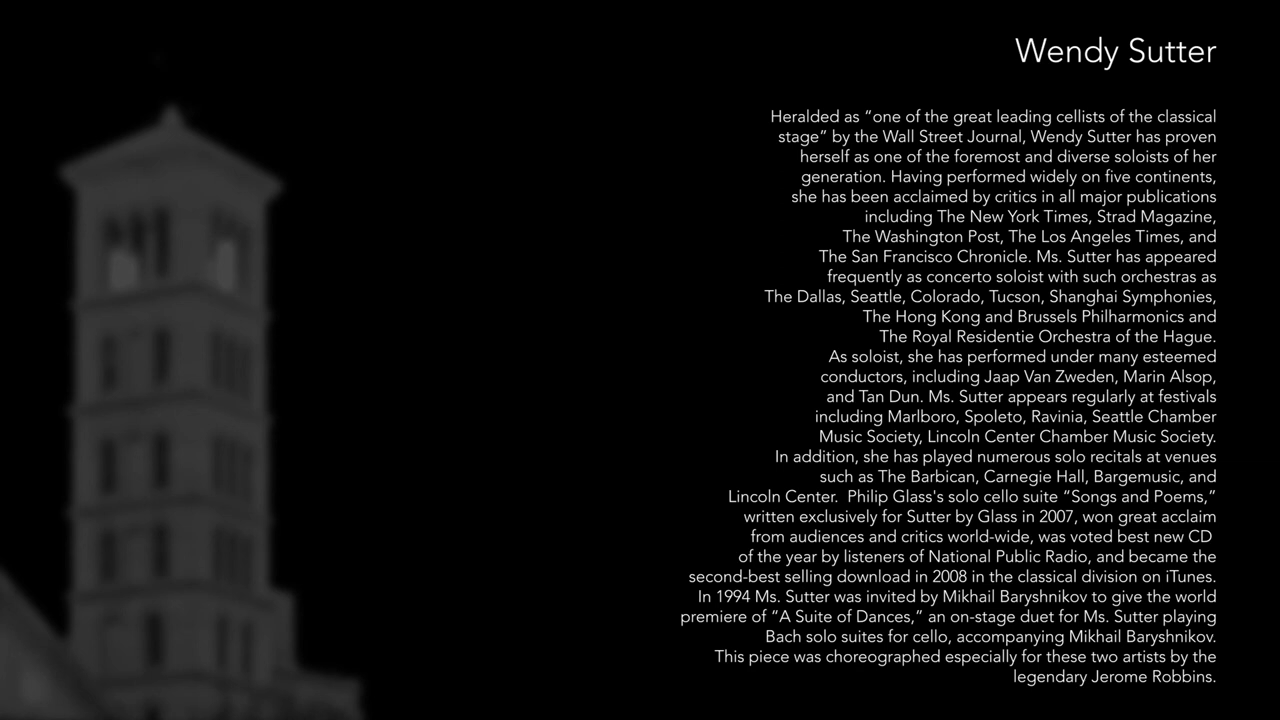 Wendy Sutter
Heralded as “one of the great leading cellists of the classical
stage” by the Wall Street Journal, Wendy Sutter has proven
herself as one of the foremost and diverse soloists of her
generation. Having performed widely on five continents,
she has been acclaimed by critics in all major publications
including The New York Times, Strad Magazine,
The Washington Post, The Los Angeles Times, and
The San Francisco Chronicle. Ms. Sutter has appeared
frequently as concerto soloist with such orchestras as
The Dallas, Seattle, Colorado, Tucson, Shanghai Symphonies,
The Hong Kong and Brussels Philharmonics and
The Royal Residentie Orchestra of the Hague.
As soloist, she has performed under many esteemed
conductors, including Jaap Van Zweden, Marin Alsop,
and Tan Dun. Ms. Sutter appears regularly at festivals
including Marlboro, Spoleto, Ravinia, Seattle Chamber
Music Society, Lincoln Center Chamber Music Society.
In addition, she has played numerous solo recitals at venues
such as The Barbican, Carnegie Hall, Bargemusic, and
Lincoln Center.  Philip Glass's solo cello suite “Songs and Poems,”
written exclusively for Sutter by Glass in 2007, won great acclaim
from audiences and critics world-wide, was voted best new CD
of the year by listeners of National Public Radio, and became the
second-best selling download in 2008 in the classical division on iTunes.
In 1994 Ms. Sutter was invited by Mikhail Baryshnikov to give the world
premiere of “A Suite of Dances,” an on-stage duet for Ms. Sutter playing
Bach solo suites for cello, accompanying Mikhail Baryshnikov.
This piece was choreographed especially for these two artists by the
legendary Jerome Robbins.